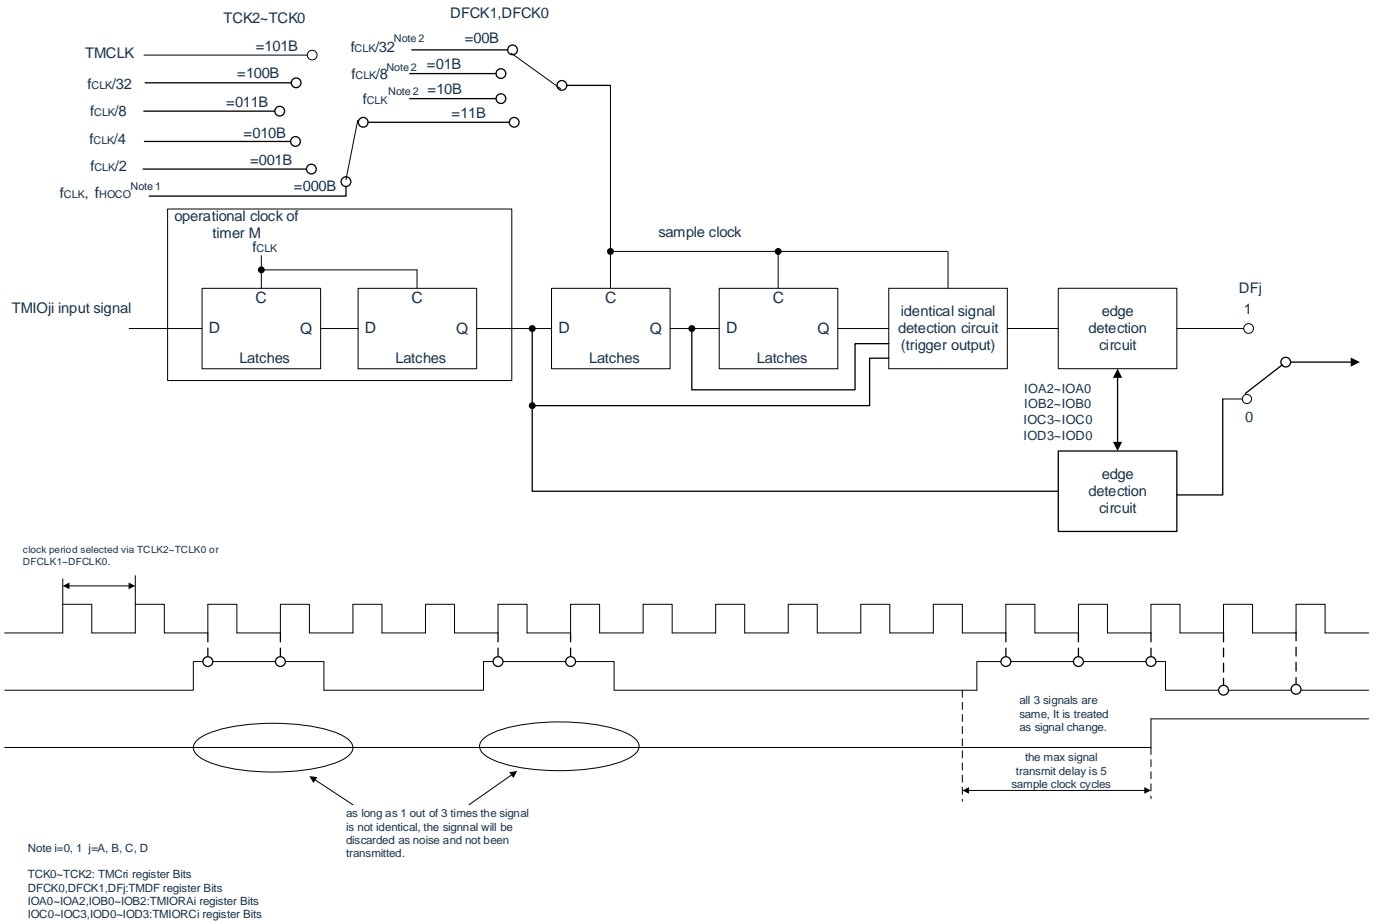 TCK2~TCK0
DFCK1,DFCK0
TMCLK
=101B
fCLK/32
=100B
fCLK/8
=011B
fCLK/4
=010B
fCLK/2
=001B
fCLK, fHOCO Note 1
=000B
fCLK/32 Note 2
=00B
fCLK/8 Note 2
=01B
fCLK Note 2
=10B
=11B
operational clock of
timer M
fCLK
sample clock
TMIOji input signal
C
D
Q
Latches
C
D
Q
Latches
C
D
Q
Latches
C
D
Q
Latches
identical signal
detection circuit
(trigger output)
edge
detection
circuit
DFj
1
0
IOA2~IOA0
IOB2~IOB0
IOC3~IOC0
IOD3~IOD0
edge
detection
circuit
clock period selected via TCLK2~TCLK0 or
DFCLK1~DFCLK0.
all 3 signals are
same, It is treated
as signal change.
the max signal
transmit delay is 5
sample clock cycles
as long as 1 out of 3 times the signal
is not identical, the signnal will be
discarded as noise and not been
transmitted.
Note i=0, 1 j=A, B, C, D
TCK0~TCK2: TMCri register Bits
DFCK0,DFCK1,DFj:TMDF register Bits
IOA0~IOA2,IOB0~IOB2:TMIORAi register Bits
IOC0~IOC3,IOD0~IOD3:TMIORCi register Bits